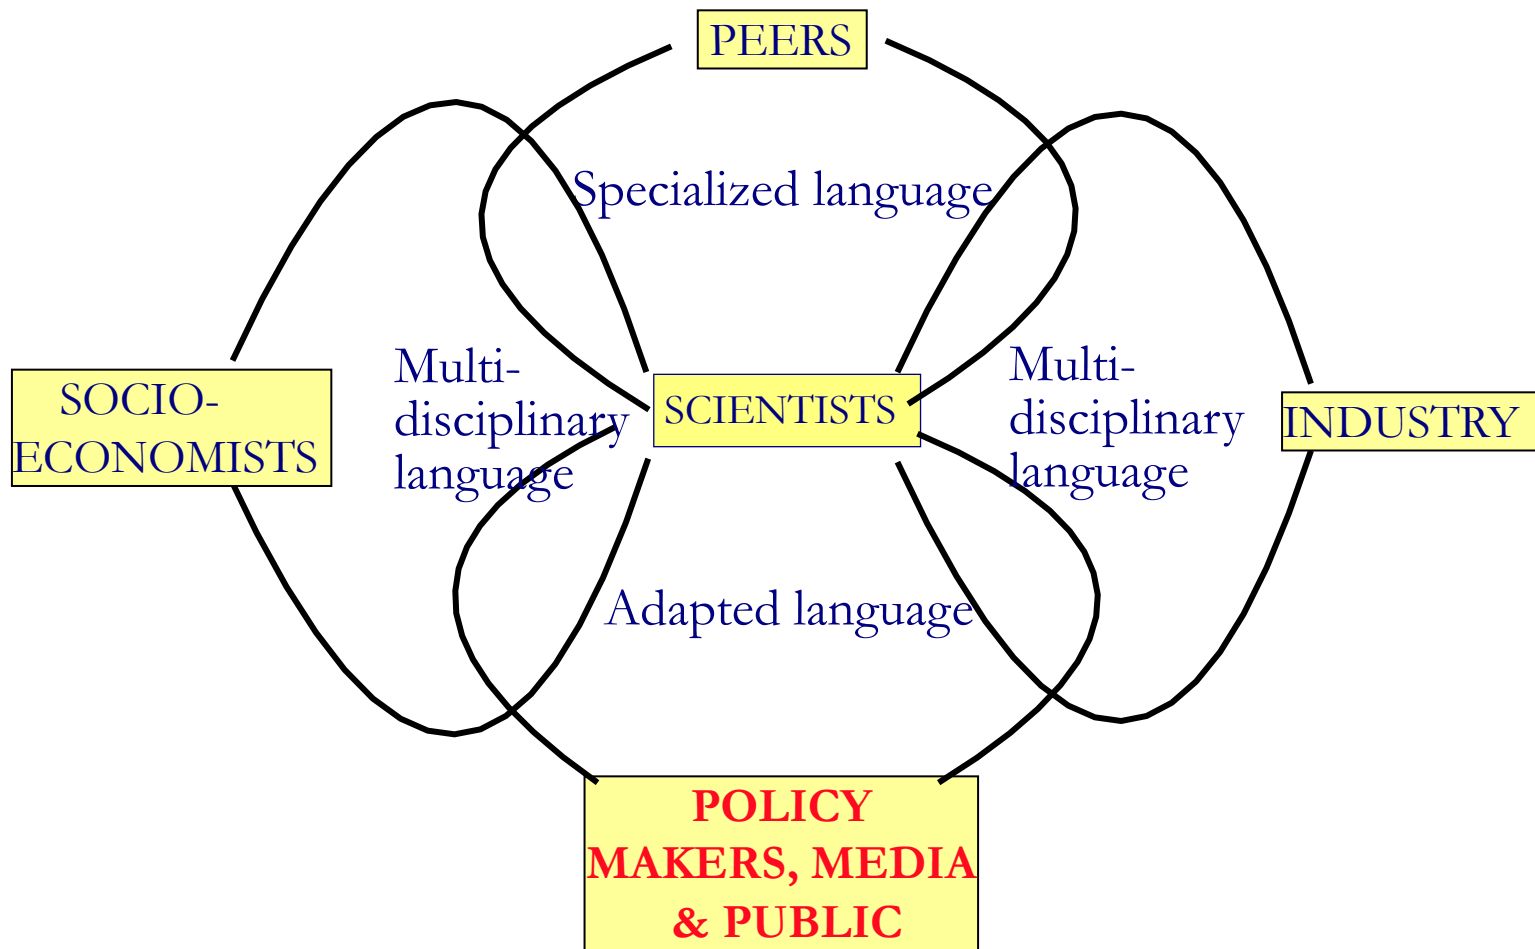 PEERS
Specialized language
Multi-
disciplinary
language
Multi-
disciplinary
language
SOCIO-
ECONOMISTS
SCIENTISTS
INDUSTRY
Adapted language
POLICY
MAKERS, MEDIA
& PUBLIC